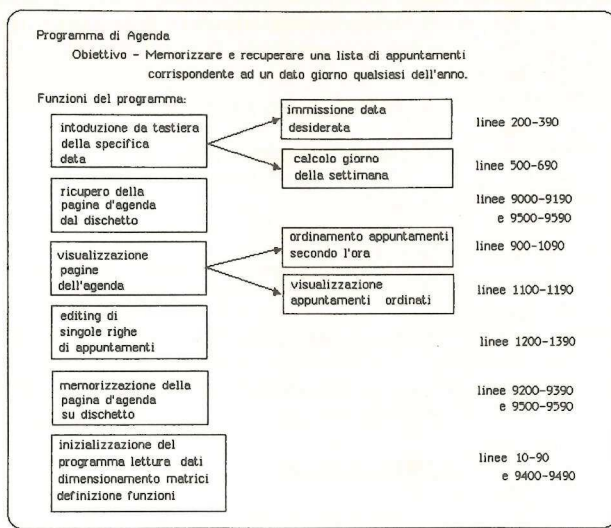 Programma di Agenda
Obiettivo - Memorizzare e recuperare una lista di appuntamenti
corrispondente ad un dato giorno qualsiasi dell'anno.
Funzioni del programma:
intoduzione da tastiera
della specifica
data
immissione data
desiderata
linee 200-390
calcolo giorno
della settimana
linee 500-690
ricupero della
pagina d'agenda
dal dischetto
linee 9000-9190
e 9500-9590
visualizzazione
pagine
dell'agenda
ordinamento appuntamenti
secondo l'ora
linee 900-1090
visualizzazione
appuntamenti ordinati
linee 1100-1190
editing di
singole righe
di appuntamenti
linee 1200-1390
memorizzazione della
pagina d'agenda
su dischetto
linee 9200-9390
e 9500-9590
inizializzazione del
programma lettura dati
dimensionamento matrici
definizione funzioni
linee 10-90
e 9400-9490